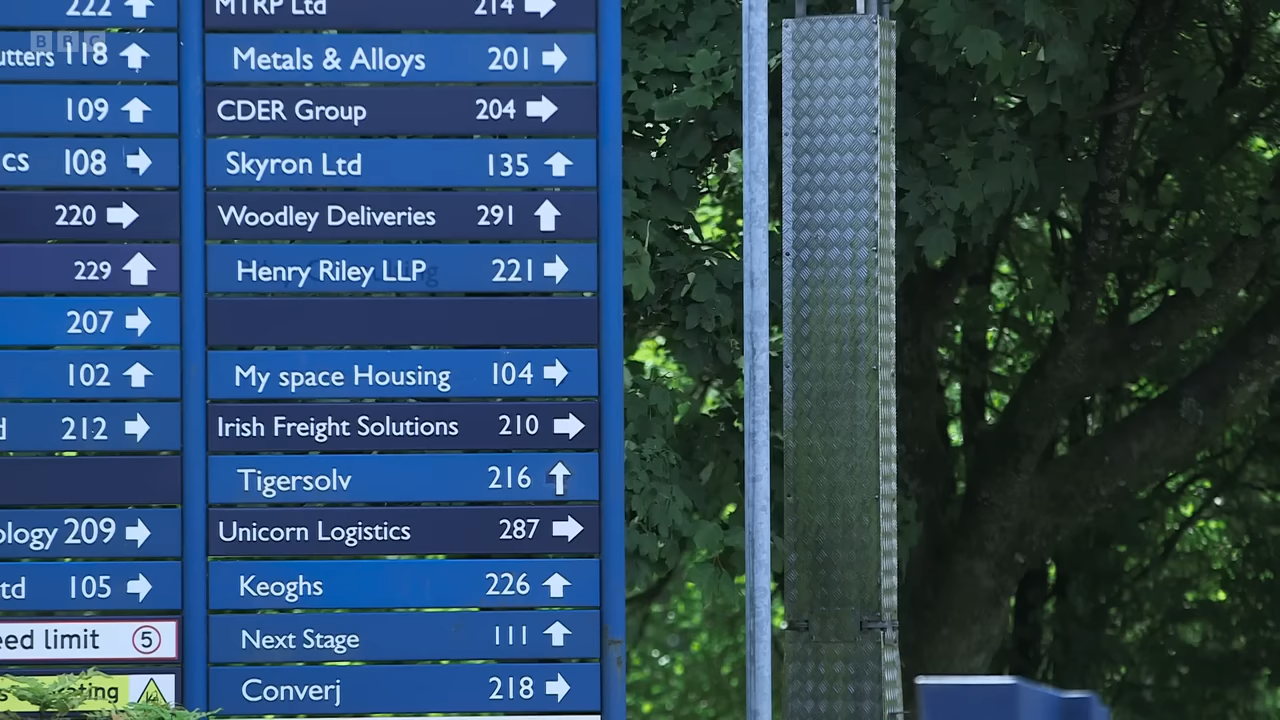 BBC
222
utters 118
109
cs 108
220
229
207
102
d 212
ology 209
td 105
eed limit 5
ating
MTRP Ltd 214
Metals & Alloys 201
CDER Group 204
Skyron Ltd 135
Woodley Deliveries 291
Henry Riley LLP 221
My space Housing 104
Irish Freight Solutions 210
Tigersolv 216
Unicorn Logistics 287
Keoghs 226
Next Stage 111
Converj 218